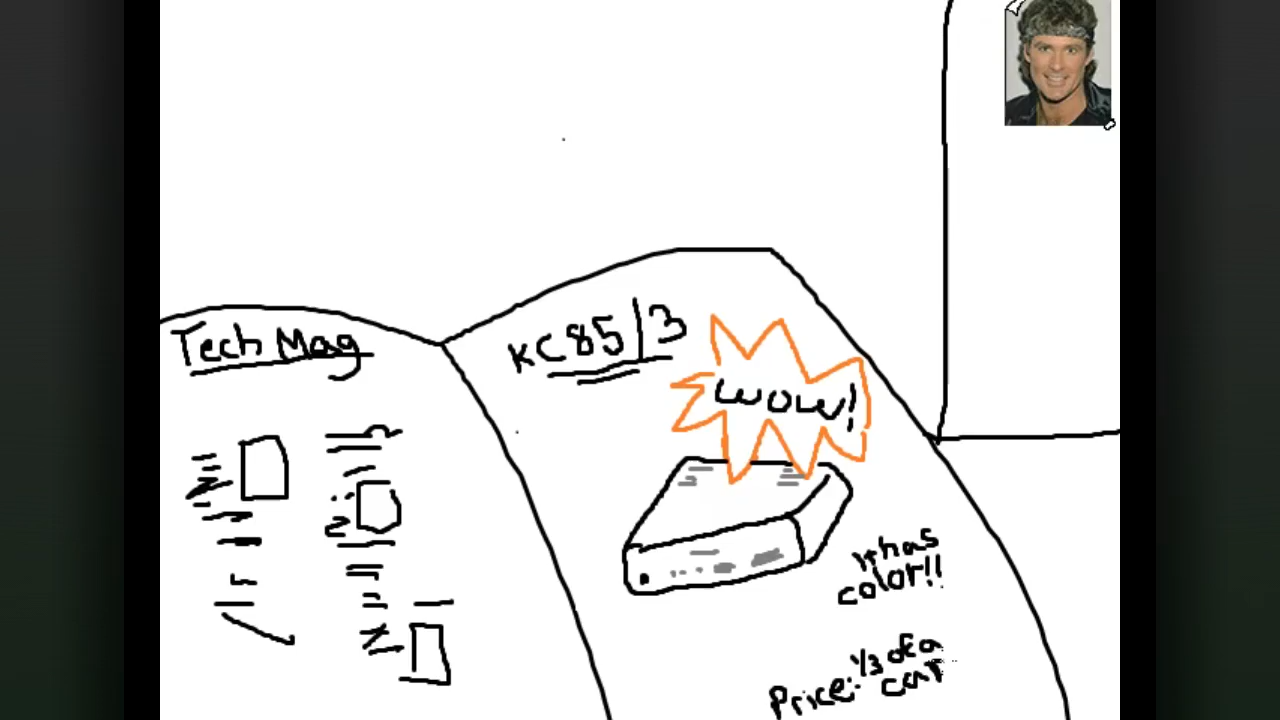 Tech Mag
KC85/3
WOW!
it has
color!!
Price: 1/3 of a
car